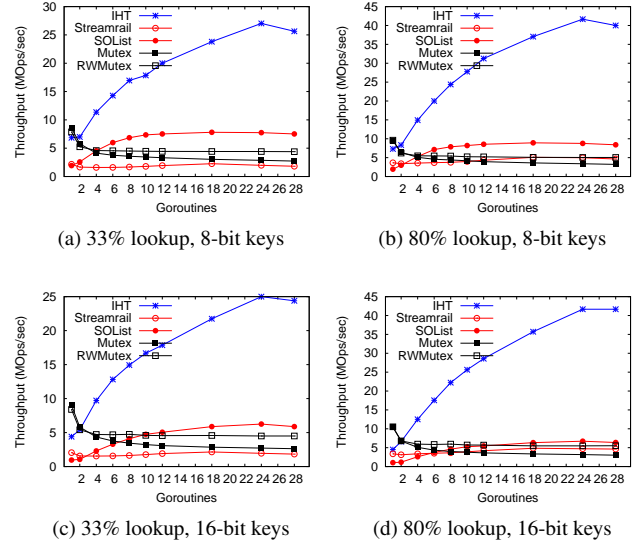 IHT
Streamrail
SOList
Mutex
RWMutex
Throughput (MOps/sec)
30
25
20
15
10
5
0
2 4 6 8 10 12 14 16 18 20 22 24 26 28
Goroutines
(a) 33% lookup, 8-bit keys
IHT
Streamrail
SOList
Mutex
RWMutex
Throughput (MOps/sec)
45
40
35
30
25
20
15
10
5
0
2 4 6 8 10 12 14 16 18 20 22 24 26 28
Goroutines
(b) 80% lookup, 8-bit keys
IHT
Streamrail
SOList
Mutex
RWMutex
Throughput (MOps/sec)
25
20
15
10
5
0
2 4 6 8 10 12 14 16 18 20 22 24 26 28
Goroutines
(c) 33% lookup, 16-bit keys
IHT
Streamrail
SOList
Mutex
RWMutex
Throughput (MOps/sec)
45
40
35
30
25
20
15
10
5
0
2 4 6 8 10 12 14 16 18 20 22 24 26 28
Goroutines
(d) 80% lookup, 16-bit keys